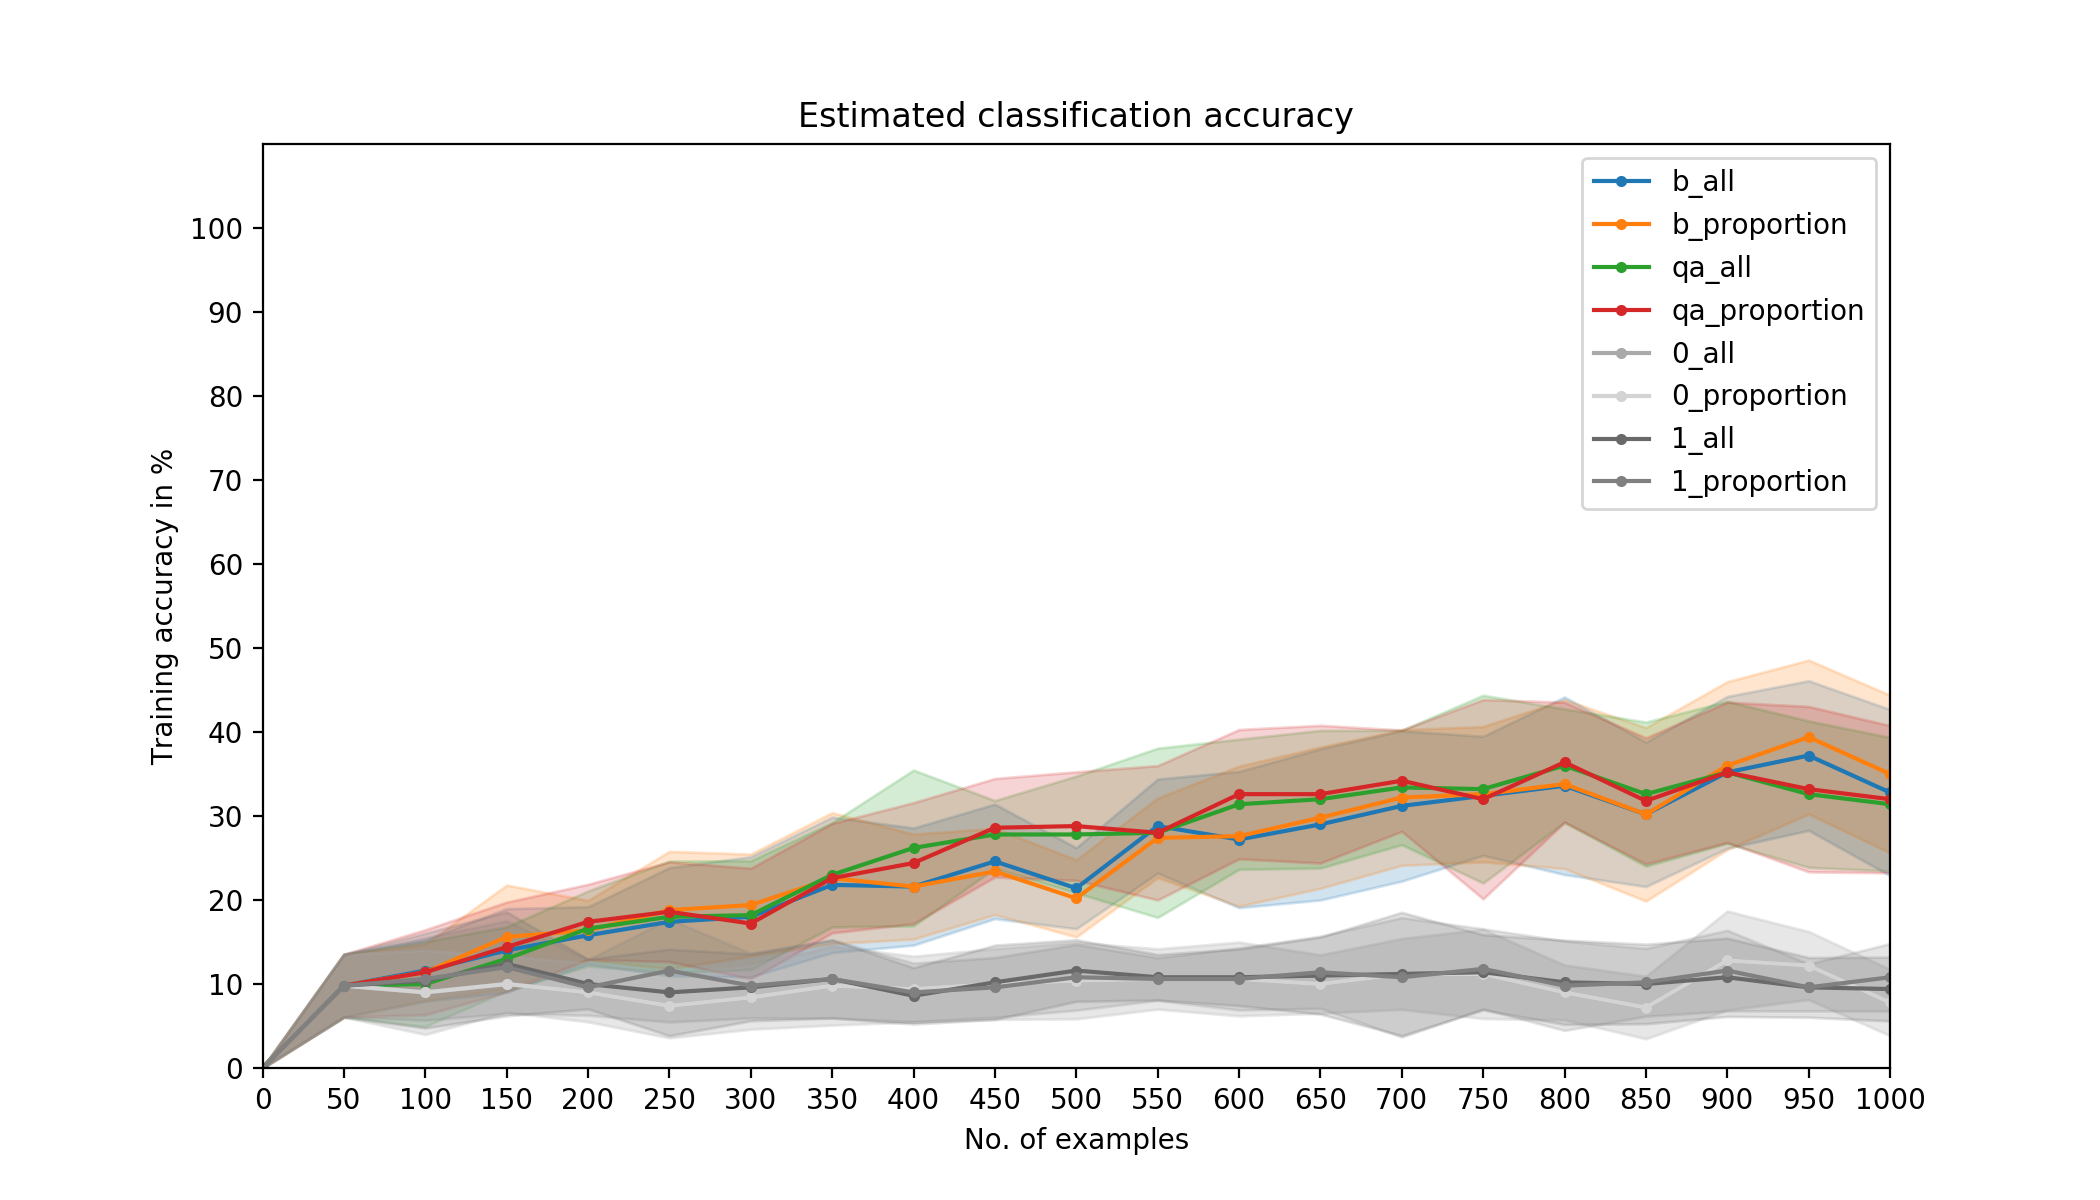 Estimated classification accuracy
b_all
b_proportion
qa_all
qa_proportion
0_all
0_proportion
1_all
1_proportion
Training accuracy in %
100
90
80
70
60
50
40
30
20
10
0
0 50 100 150 200 250 300 350 400 450 500 550 600 650 700 750 800 850 900 950 1000
No. of examples